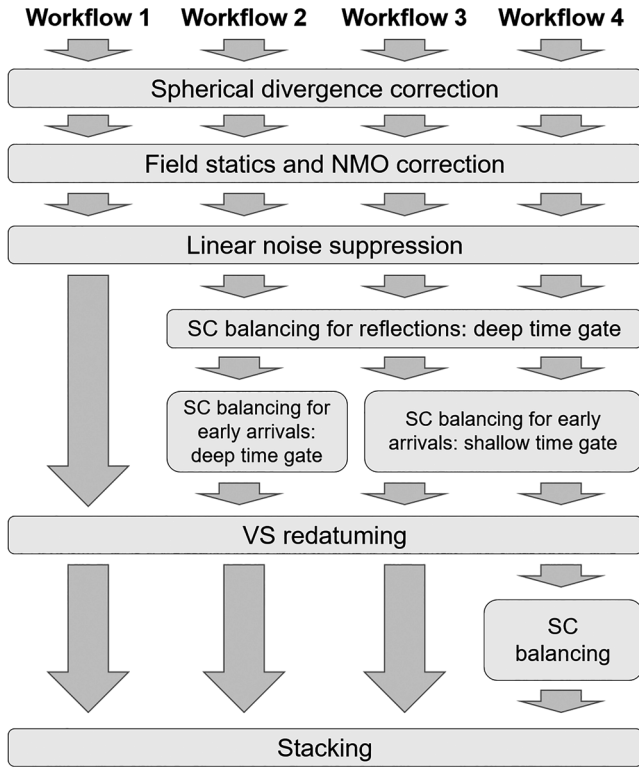 Workflow 1 Workflow 2 Workflow 3 Workflow 4
Spherical divergence correction
Field statics and NMO correction
Linear noise suppression
SC balancing for reflections: deep time gate
SC balancing for
early arrivals:
deep time gate
SC balancing for early
arrivals: shallow time gate
VS redatuming
SC
balancing
Stacking